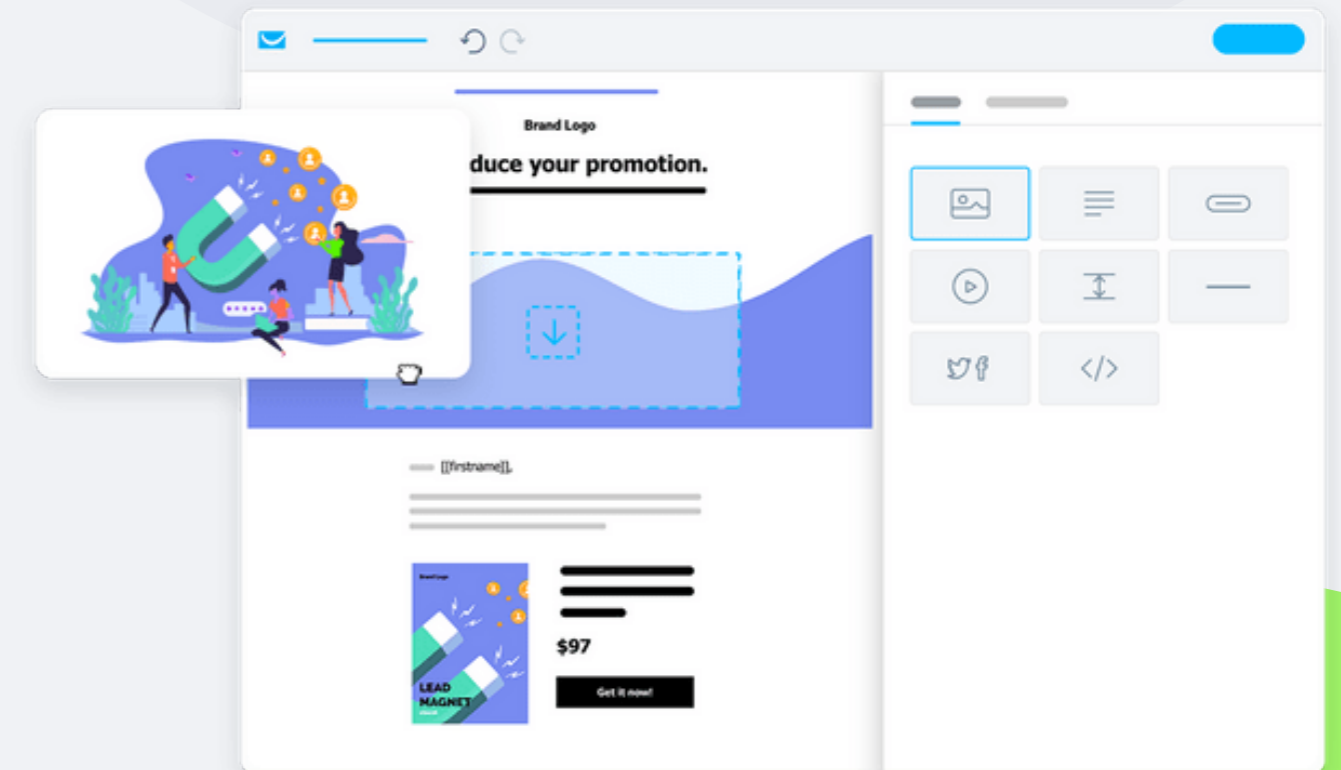 Brand Logo
duce your promotion.
[[firstname]],
Brand Logo
LEAD
MAGNET
$97
Get it now!